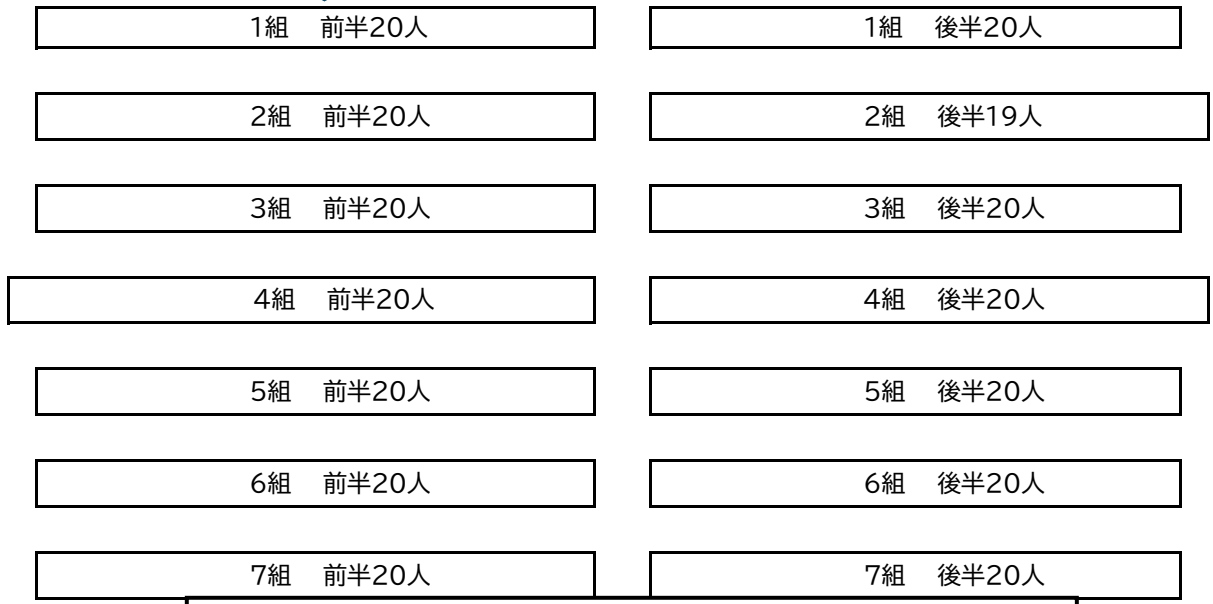 1組　前半20人　1組　後半20人
2組　前半20人　2組　後半19人
3組　前半20人　3組　後半20人
4組　前半20人　4組　後半20人
5組　前半20人　5組　後半20人
6組　前半20人　6組　後半20人
7組　前半20人　7組　後半20人